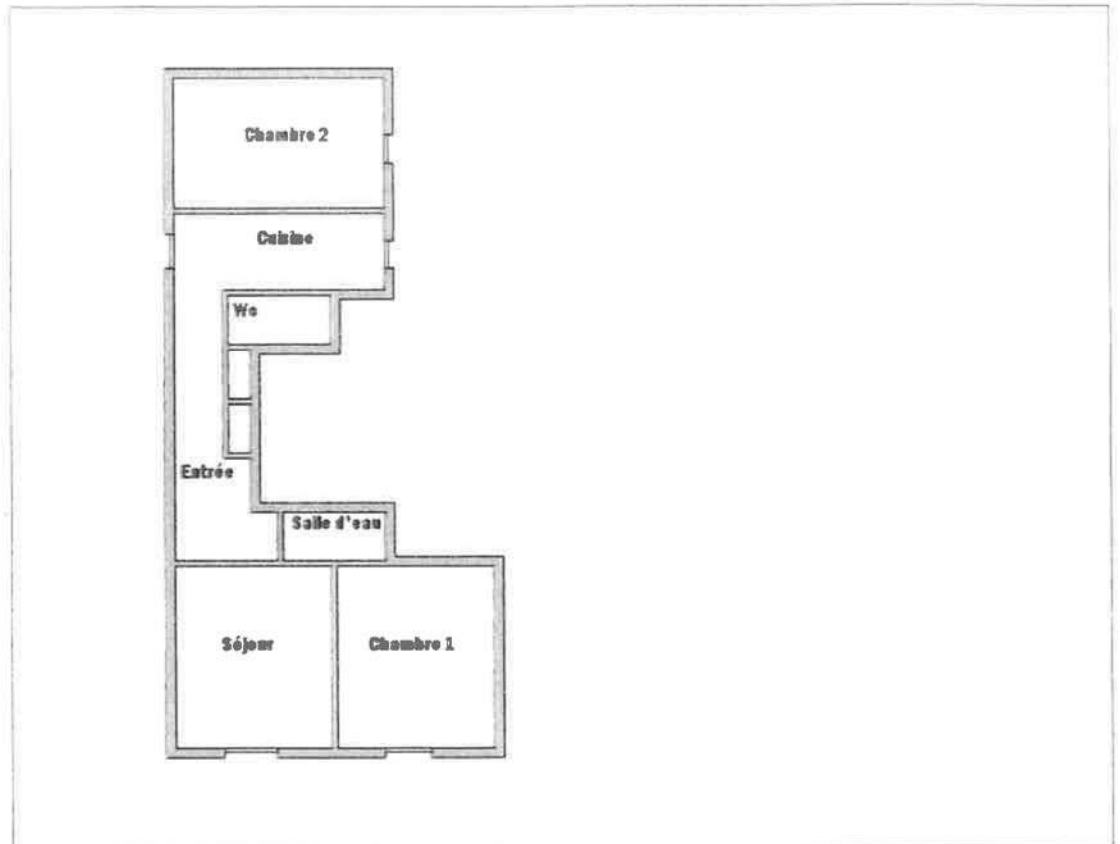 Chambre 2
Cuisine
Wc
Entrée
Salle d'eau
Séjour
Chambre 1